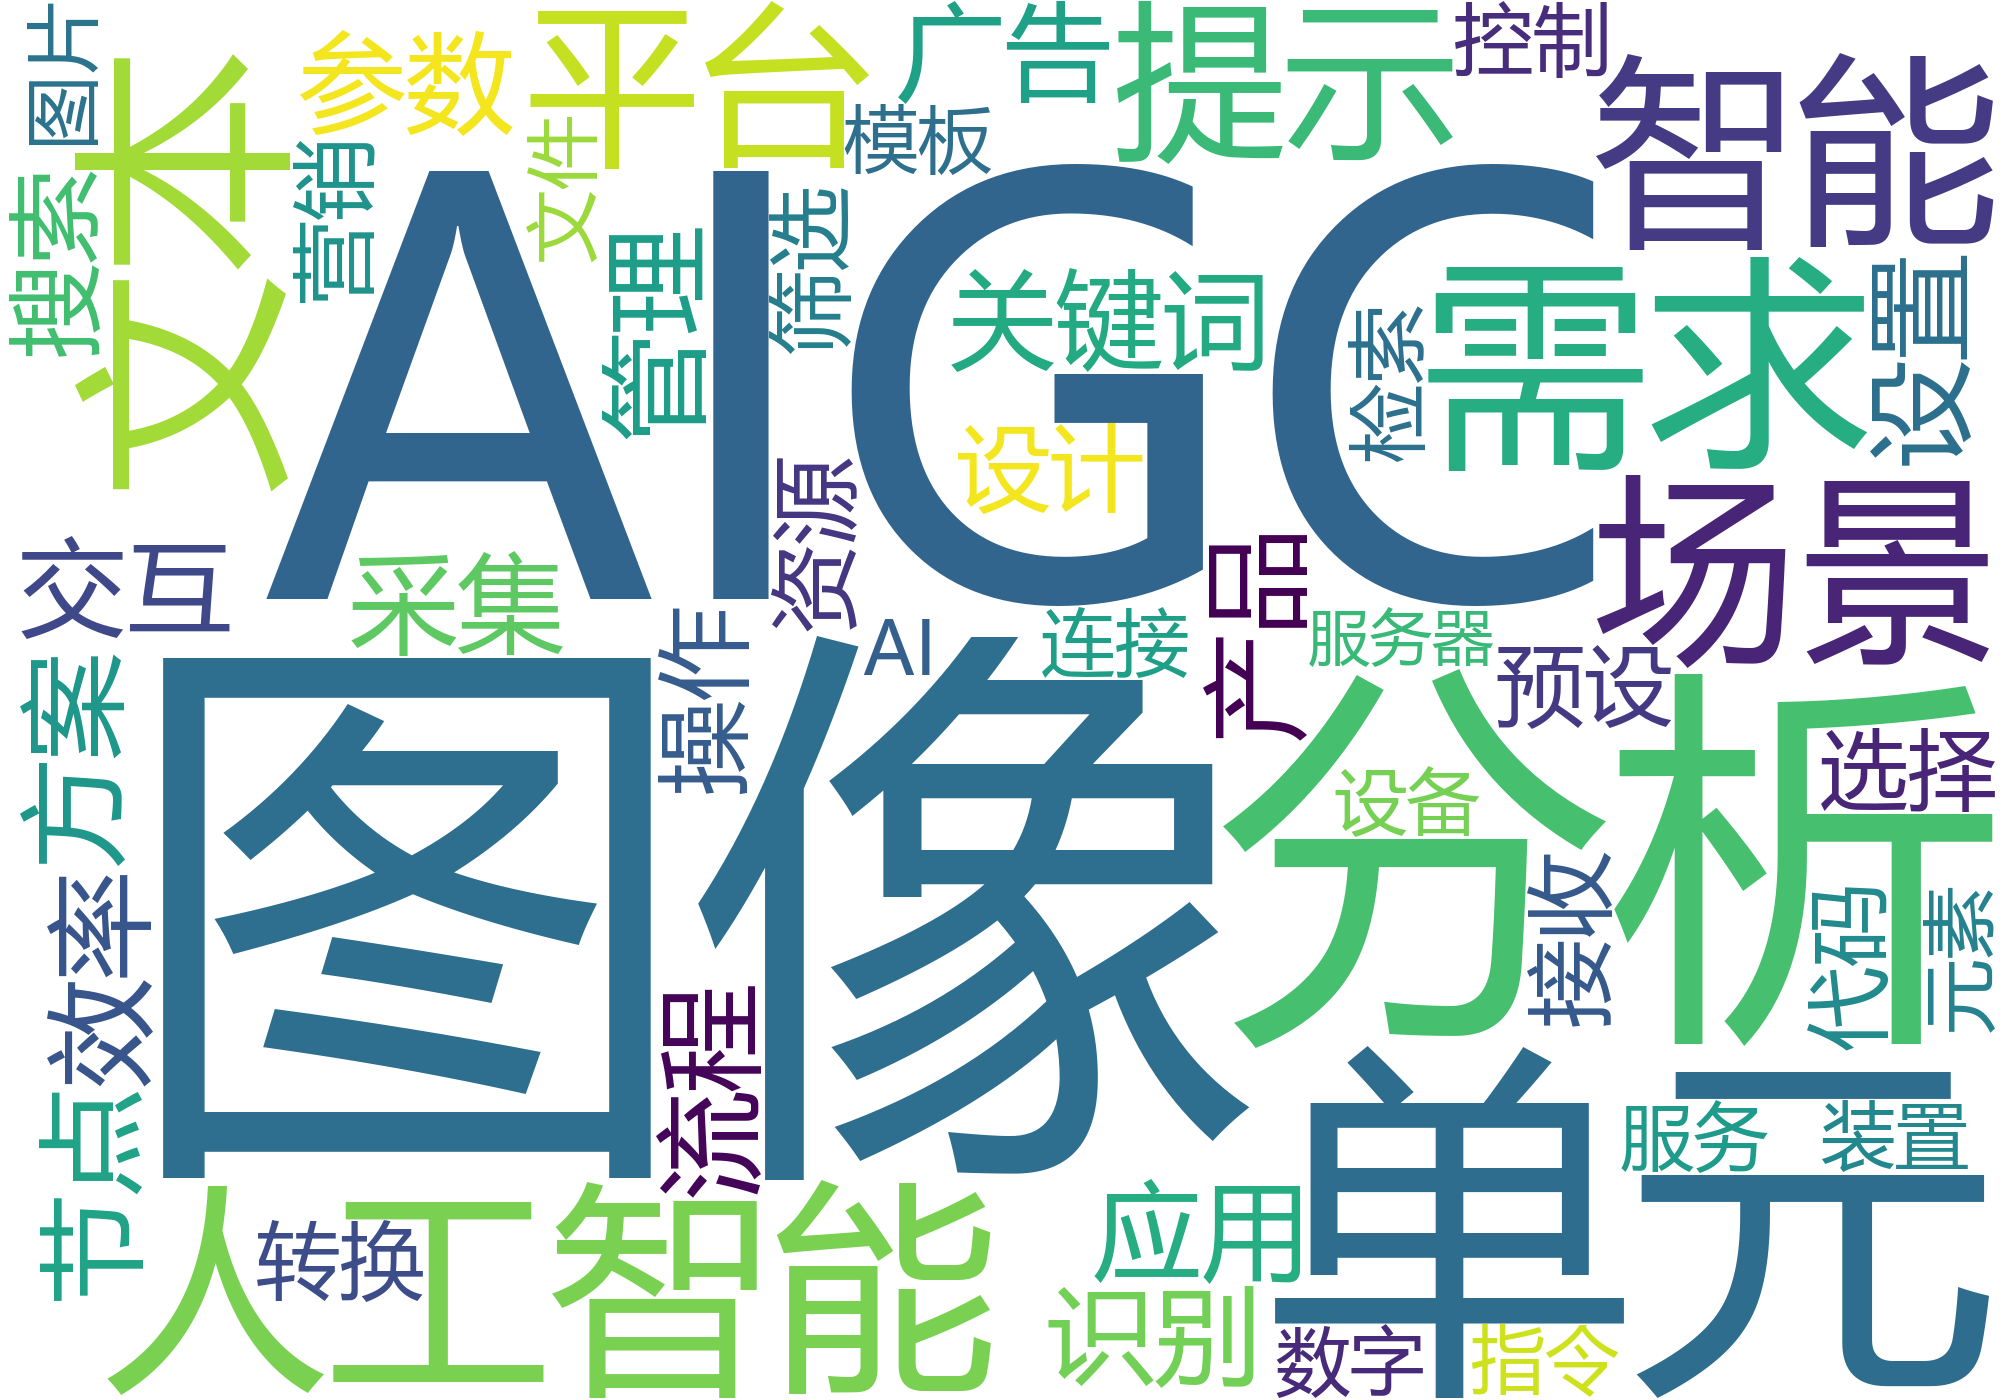 图片
文本
参数
平台
广告
提示
控制
智能
搜索
营销
文件
模板
AIGC
管理
筛选
关键词
需求
检索
设置
设计
资源
场景
交互
采集
产品
方案
图像
操作
AI
连接
服务器
预设
分析
设备
选择
效率
流程
接收
代码
元素
节点
单元
服务
装置
人工智能
转换
应用
识别
数字
指令